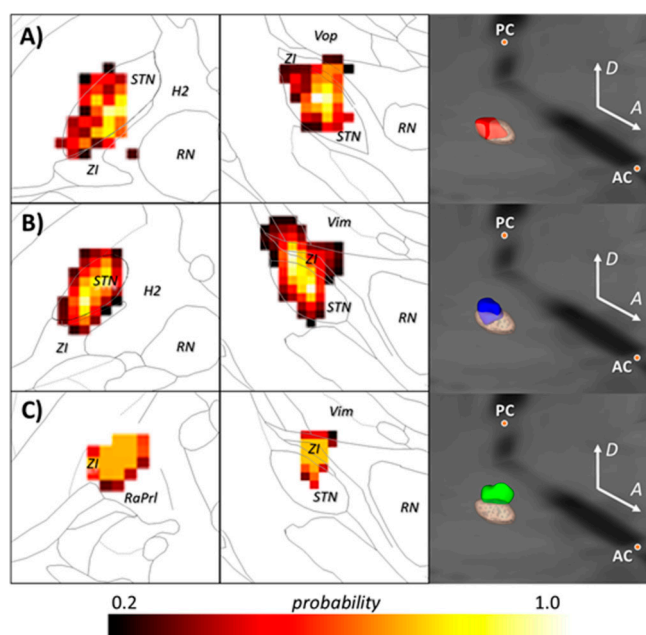 A)
STN
H2
RN
ZI
Vop
ZI
STN
RN
PC
D
A
AC
B)
STN
H2
ZI
RN
Vim
ZI
STN
RN
PC
D
A
AC
C)
ZI
RaPrl
Vim
ZI
STN
RN
PC
D
A
AC
0.2 probability 1.0